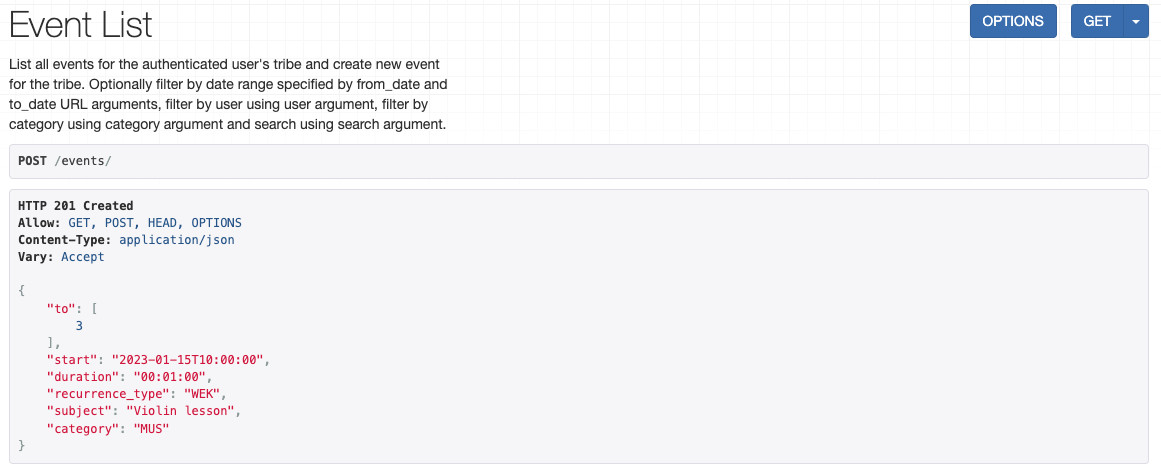 Event List
OPTIONS
GET
List all events for the authenticated user's tribe and create new event
for the tribe. Optionally filter by date range specified by from_date and
to_date URL arguments, filter by user using user argument, filter by
category using category argument and search using search argument.
POST /events/
HTTP 201 Created
Allow: GET, POST, HEAD, OPTIONS
Content-Type: application/json
Vary: Accept
{
    "to": [
        3
    ],
    "start": "2023-01-15T10:00:00",
    "duration": "00:01:00",
    "recurrence_type": "WEK",
    "subject": "Violin lesson",
    "category": "MUS"
}